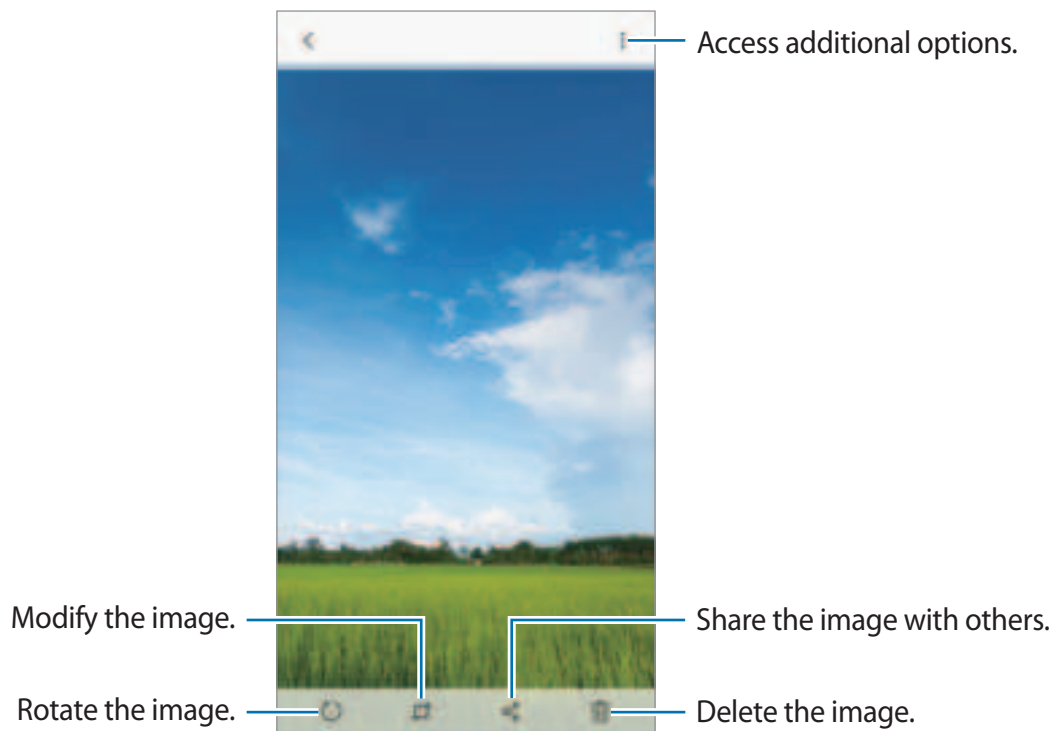 Access additional options.
Modify the image.
Share the image with others.
Rotate the image.
Delete the image.